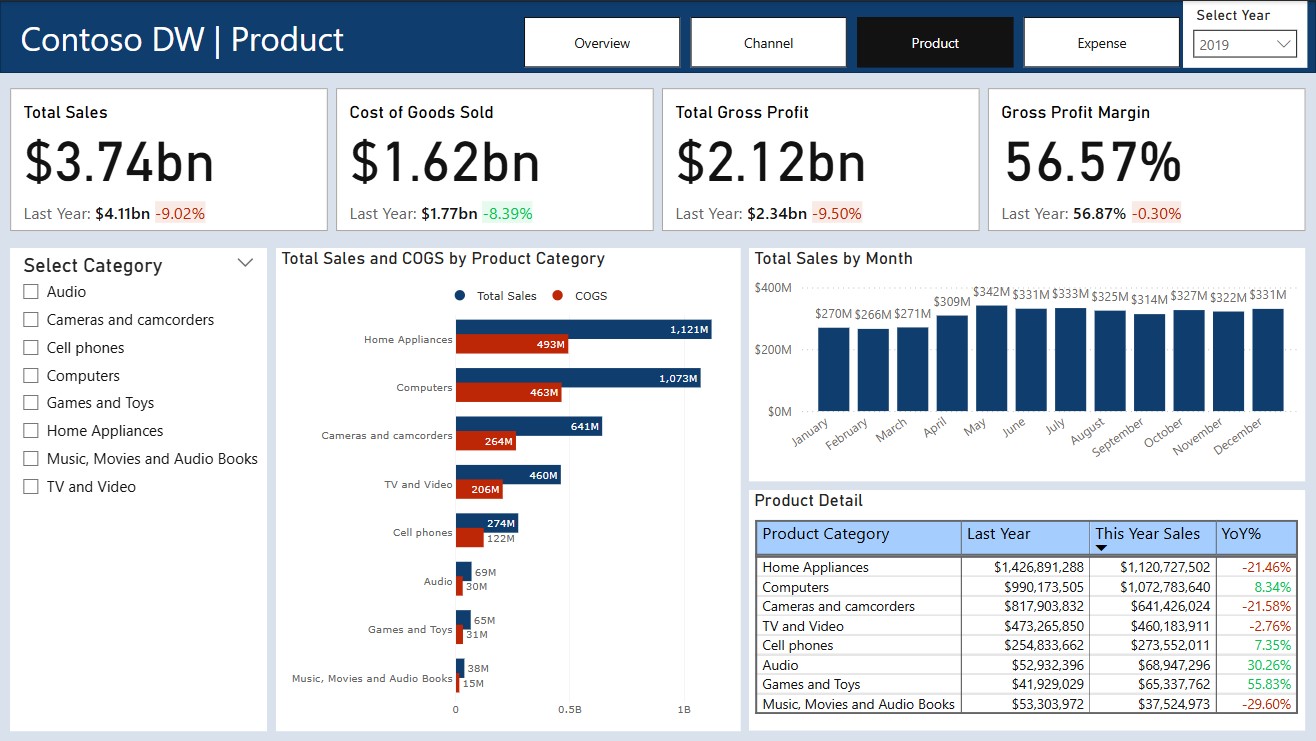 Contoso DW | Product
Overview
Channel
Product
Expense
Select Year
2019
Total Sales
$3.74bn
Last Year: $4.11bn -9.02%
Cost of Goods Sold
$1.62bn
Last Year: $1.77bn -8.39%
Total Gross Profit
$2.12bn
Last Year: $2.34bn -9.50%
Gross Profit Margin
56.57%
Last Year: 56.87% -0.30%
Select Category
Audio
Cameras and camcorders
Cell phones
Computers
Games and Toys
Home Appliances
Music, Movies and Audio Books
TV and Video
Total Sales and COGS by Product Category
Total Sales COGS
Home Appliances 1,121M 493M
Computers 1,073M 463M
Cameras and camcorders 641M 264M
TV and Video 460M 206M
Cell phones 274M 122M
Audio 69M 30M
Games and Toys 65M 31M
Music, Movies and Audio Books 38M 15M
0 0.5B 1B
Total Sales by Month
$400M
$200M
$0M
$270M $266M $271M $309M $342M $331M $333M $325M $314M $327M $322M $331M
January February March April May June July August September October November December
Product Detail
Product Category Last Year This Year Sales YoY%
Home Appliances $1,426,891,288 $1,120,727,502 -21.46%
Computers $990,173,505 $1,072,783,640 8.34%
Cameras and camcorders $817,903,832 $641,426,024 -21.58%
TV and Video $473,265,850 $460,183,911 -2.76%
Cell phones $254,833,662 $273,552,011 7.35%
Audio $52,932,396 $68,947,296 30.26%
Games and Toys $41,929,029 $65,337,762 55.83%
Music, Movies and Audio Books $53,303,972 $37,524,973 -29.60%